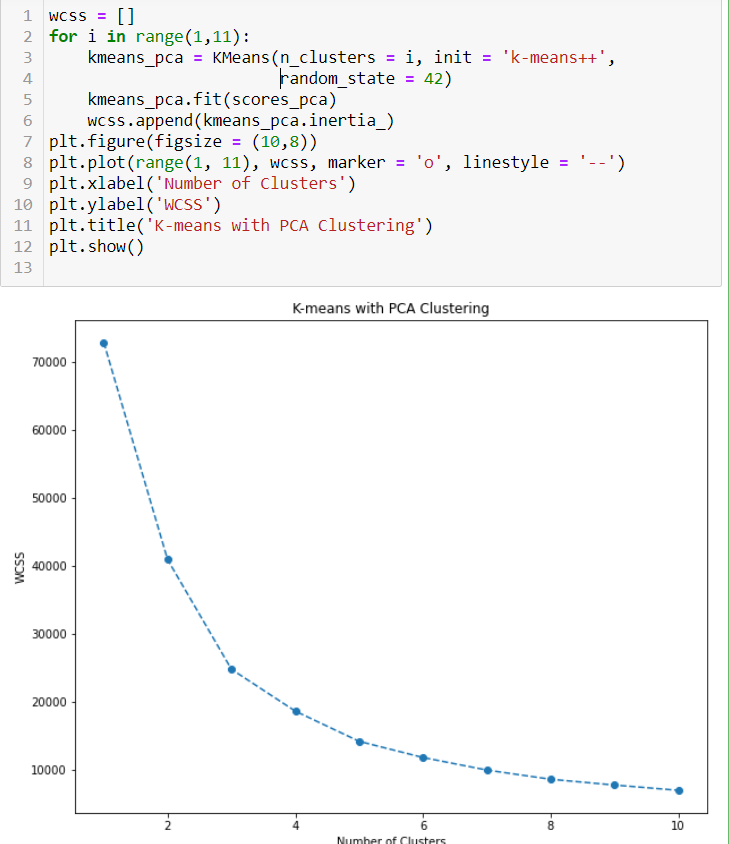 1 wcss = []
2 for i in range(1,11):
3 kmeans_pca = KMeans(n_clusters = i, init = 'k-means++',
4 random_state = 42)
5 kmeans_pca.fit(scores_pca)
6 wcss.append(kmeans_pca.inertia_)
7 plt.figure(figsize = (10,8))
8 plt.plot(range(1, 11), wcss, marker = 'o', linestyle = '--')
9 plt.xlabel('Number of Clusters')
10 plt.ylabel('WCSS')
11 plt.title('K-means with PCA Clustering')
12 plt.show()
13
K-means with PCA Clustering
70000
60000
50000
40000
30000
20000
10000
WCSS
2 4 6 8 10
Number of Clusters